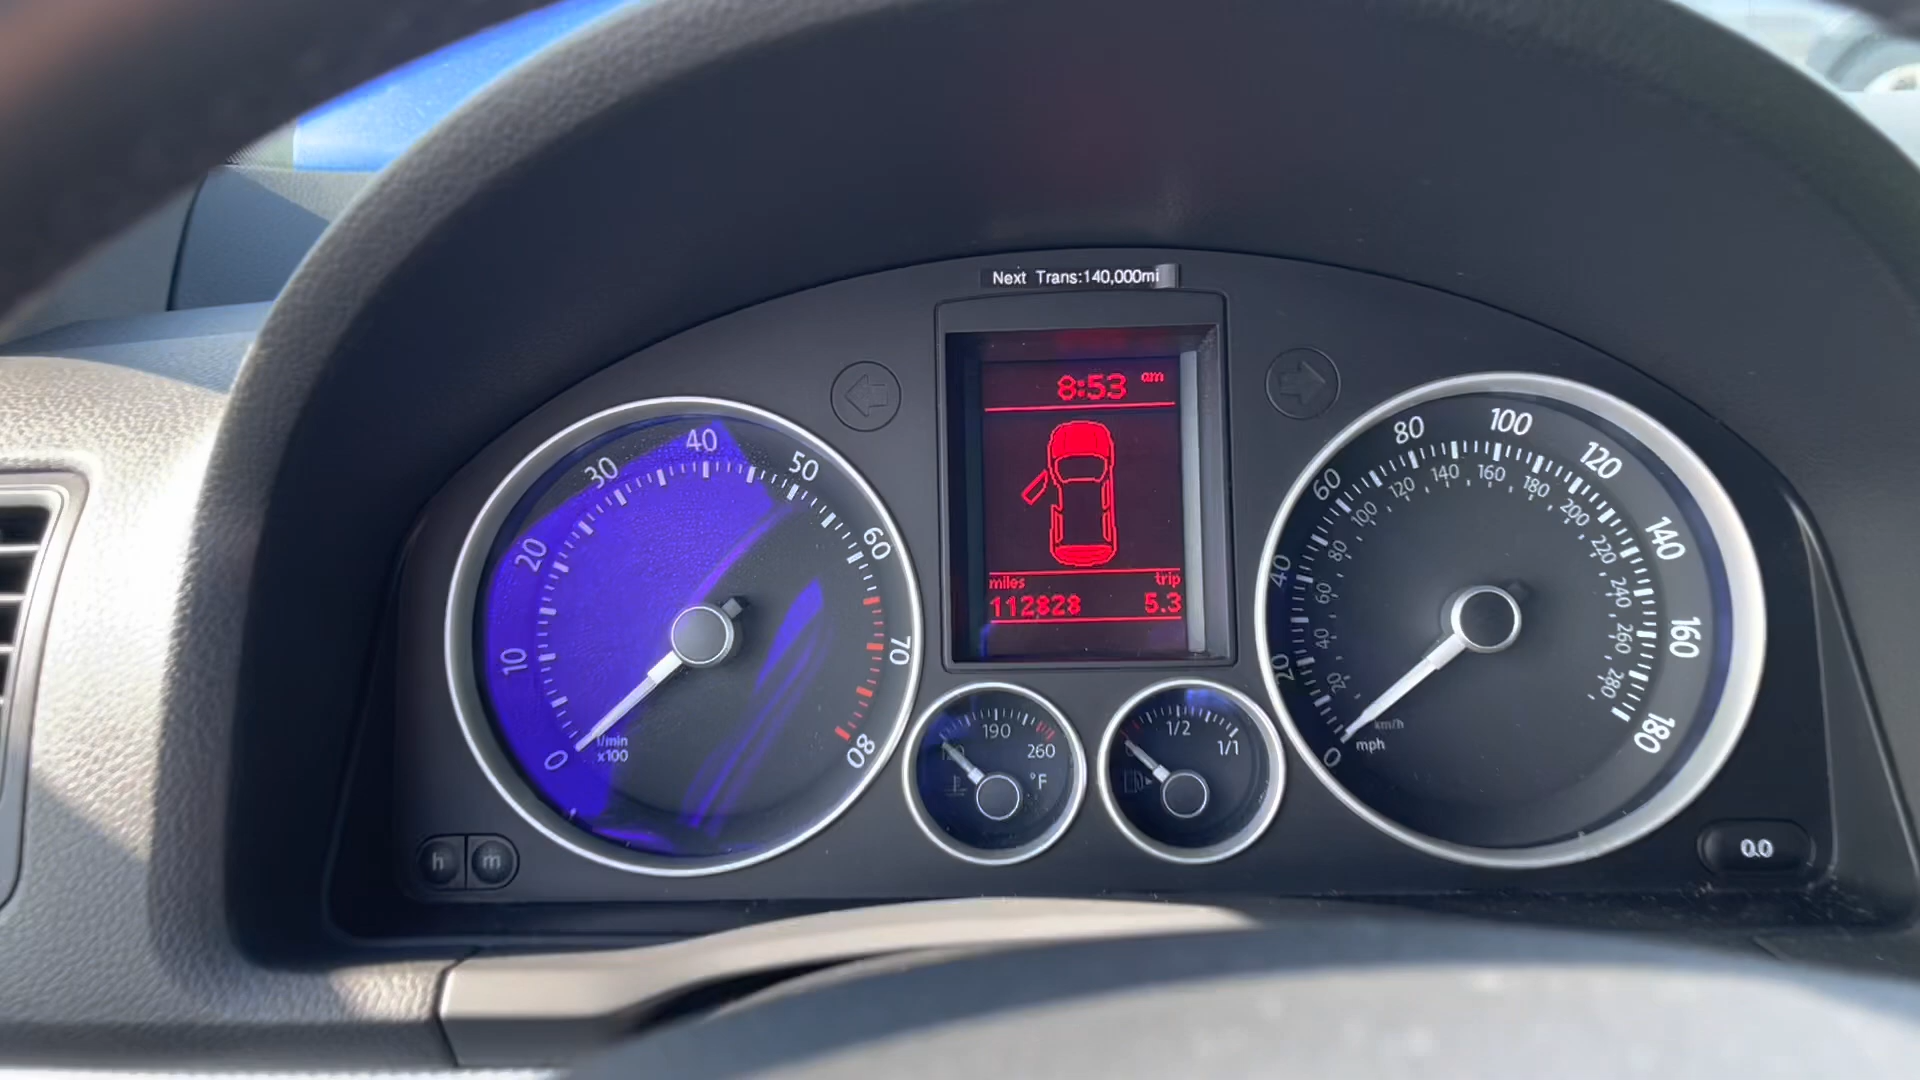 Next Trans:140,000mi
8:53 am
miles trip
112828 5.3
0 10 20 30 40 50 60 70 80
1/min
x100
190
260
°F
1/2
1/1
0 20 40 60 80 100 120 140 160 180
20 40 60 80 100 120 140 160 180 200 220 240 260 280
km/h
mph
h m
0.0